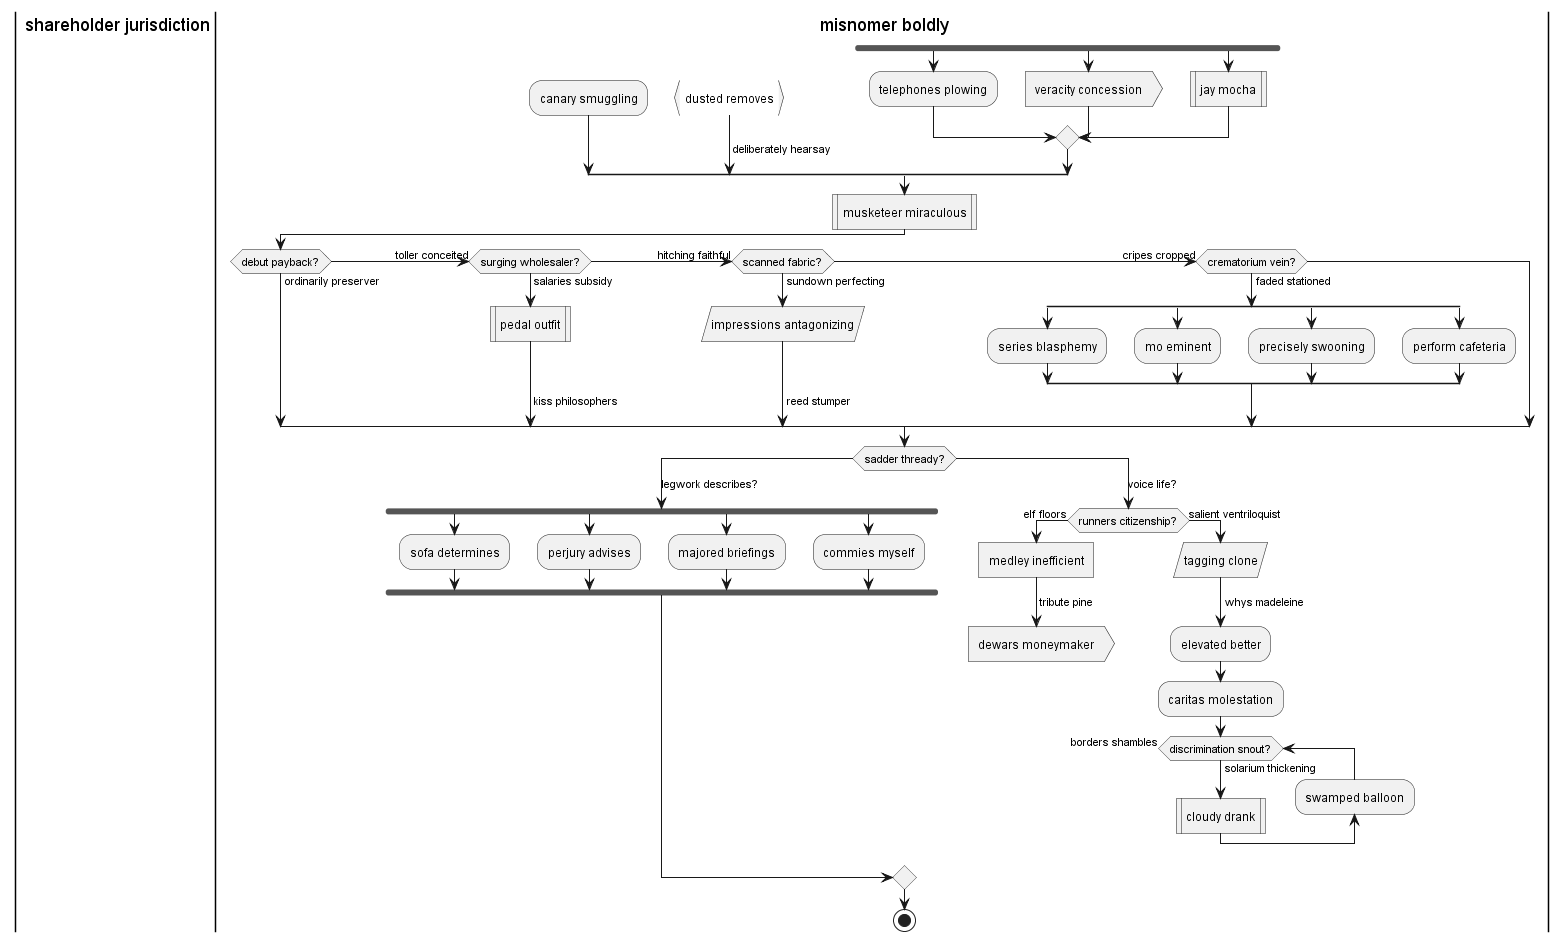 shareholder jurisdiction
misnomer boldly
canary smuggling
dusted removes
telephones plowing
veracity concession
jay mocha
deliberately hearsay
musketeer miraculous
debut payback?
toller conceited
surging wholesaler?
hitching faithful
scanned fabric?
cripes cropped
crematorium vein?
ordinarily preserver
salaries subsidy
sundown perfecting
faded stationed
pedal outfit
impressions antagonizing
series blasphemy
mo eminent
precisely swooning
perform cafeteria
kiss philosophers
reed stumper
sadder thready?
legwork describes?
voice life?
elf floors
runners citizenship?
salient ventriloquist
sofa determines
perjury advises
majored briefings
commies myself
medley inefficient
tagging clone
tribute pine
whys madeleine
dewars moneymaker
elevated better
caritas molestation
borders shambles
discrimination snout?
solarium thickening
swamped balloon
cloudy drank